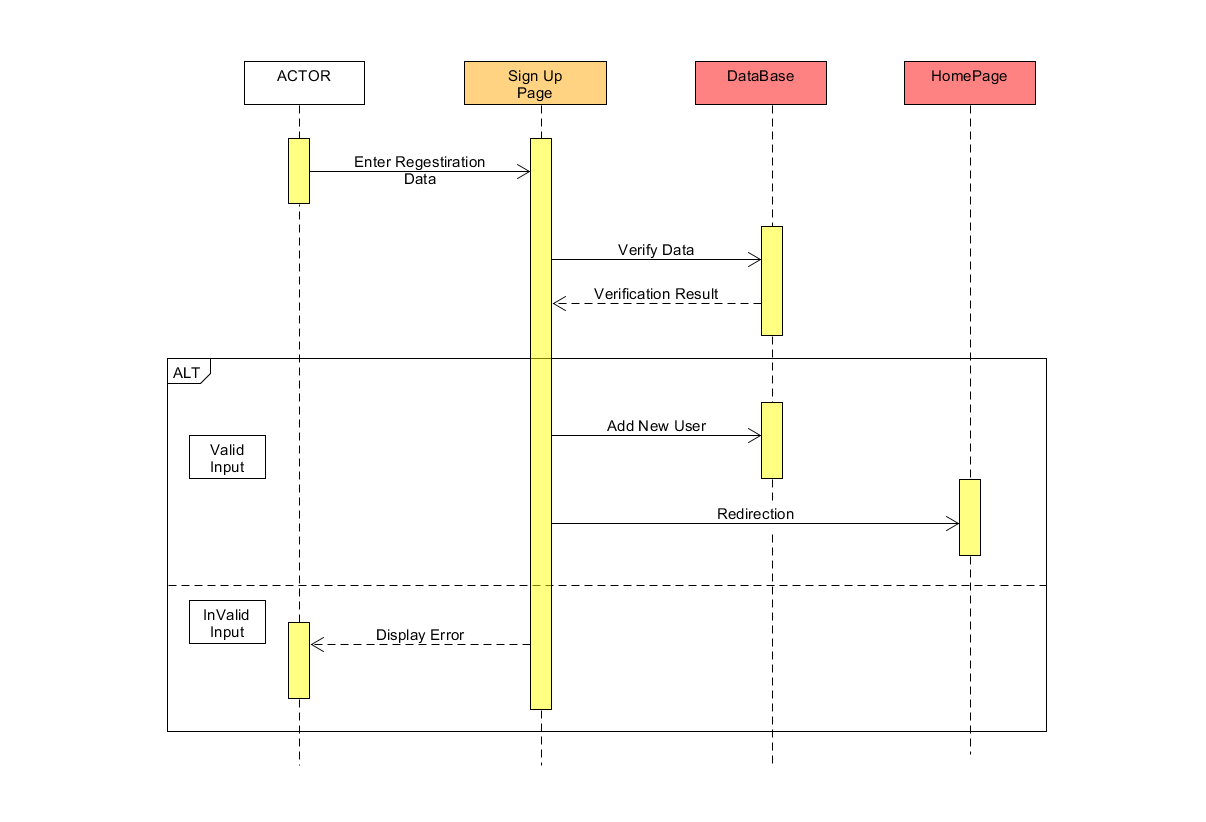 ACTOR
Sign Up
Page
DataBase
HomePage
Enter Regestiration
Data
Verify Data
Verification Result
ALT
Add New User
Valid
Input
Redirection
InValid
Input
Display Error